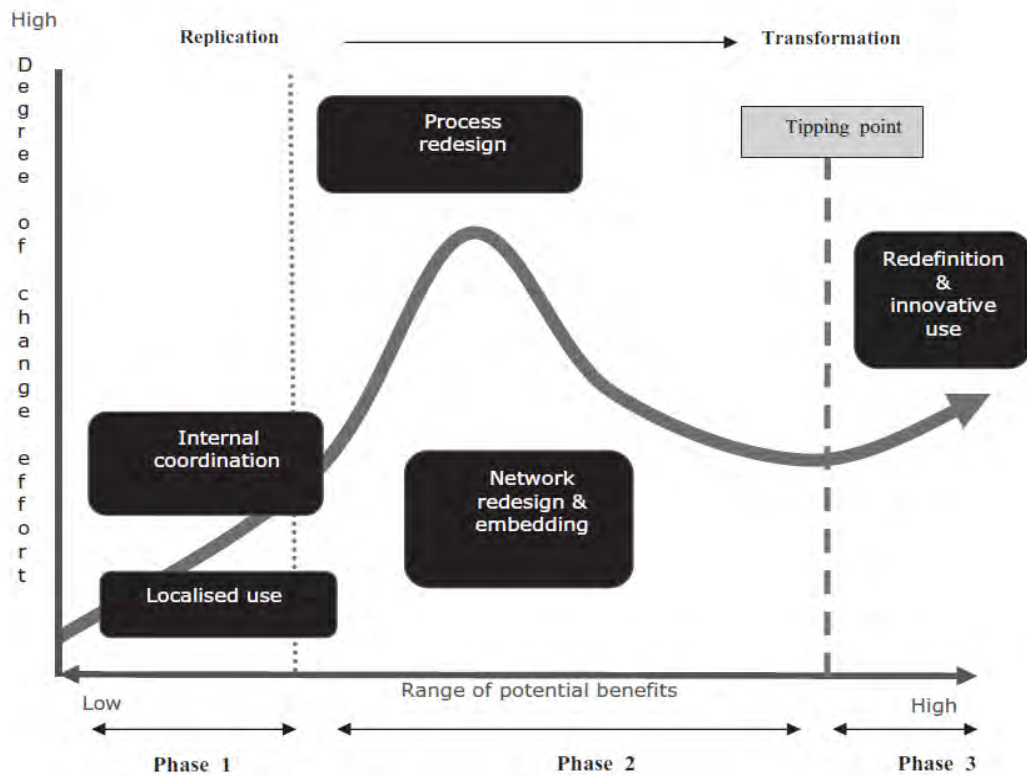 High
Replication
Transformation
Degree of change effort
Process
redesign
Tipping point
Redefinition
&
innovative
use
Internal
coordination
Network
redesign &
embedding
Localised use
Range of potential benefits
Low
High
Phase 1
Phase 2
Phase 3